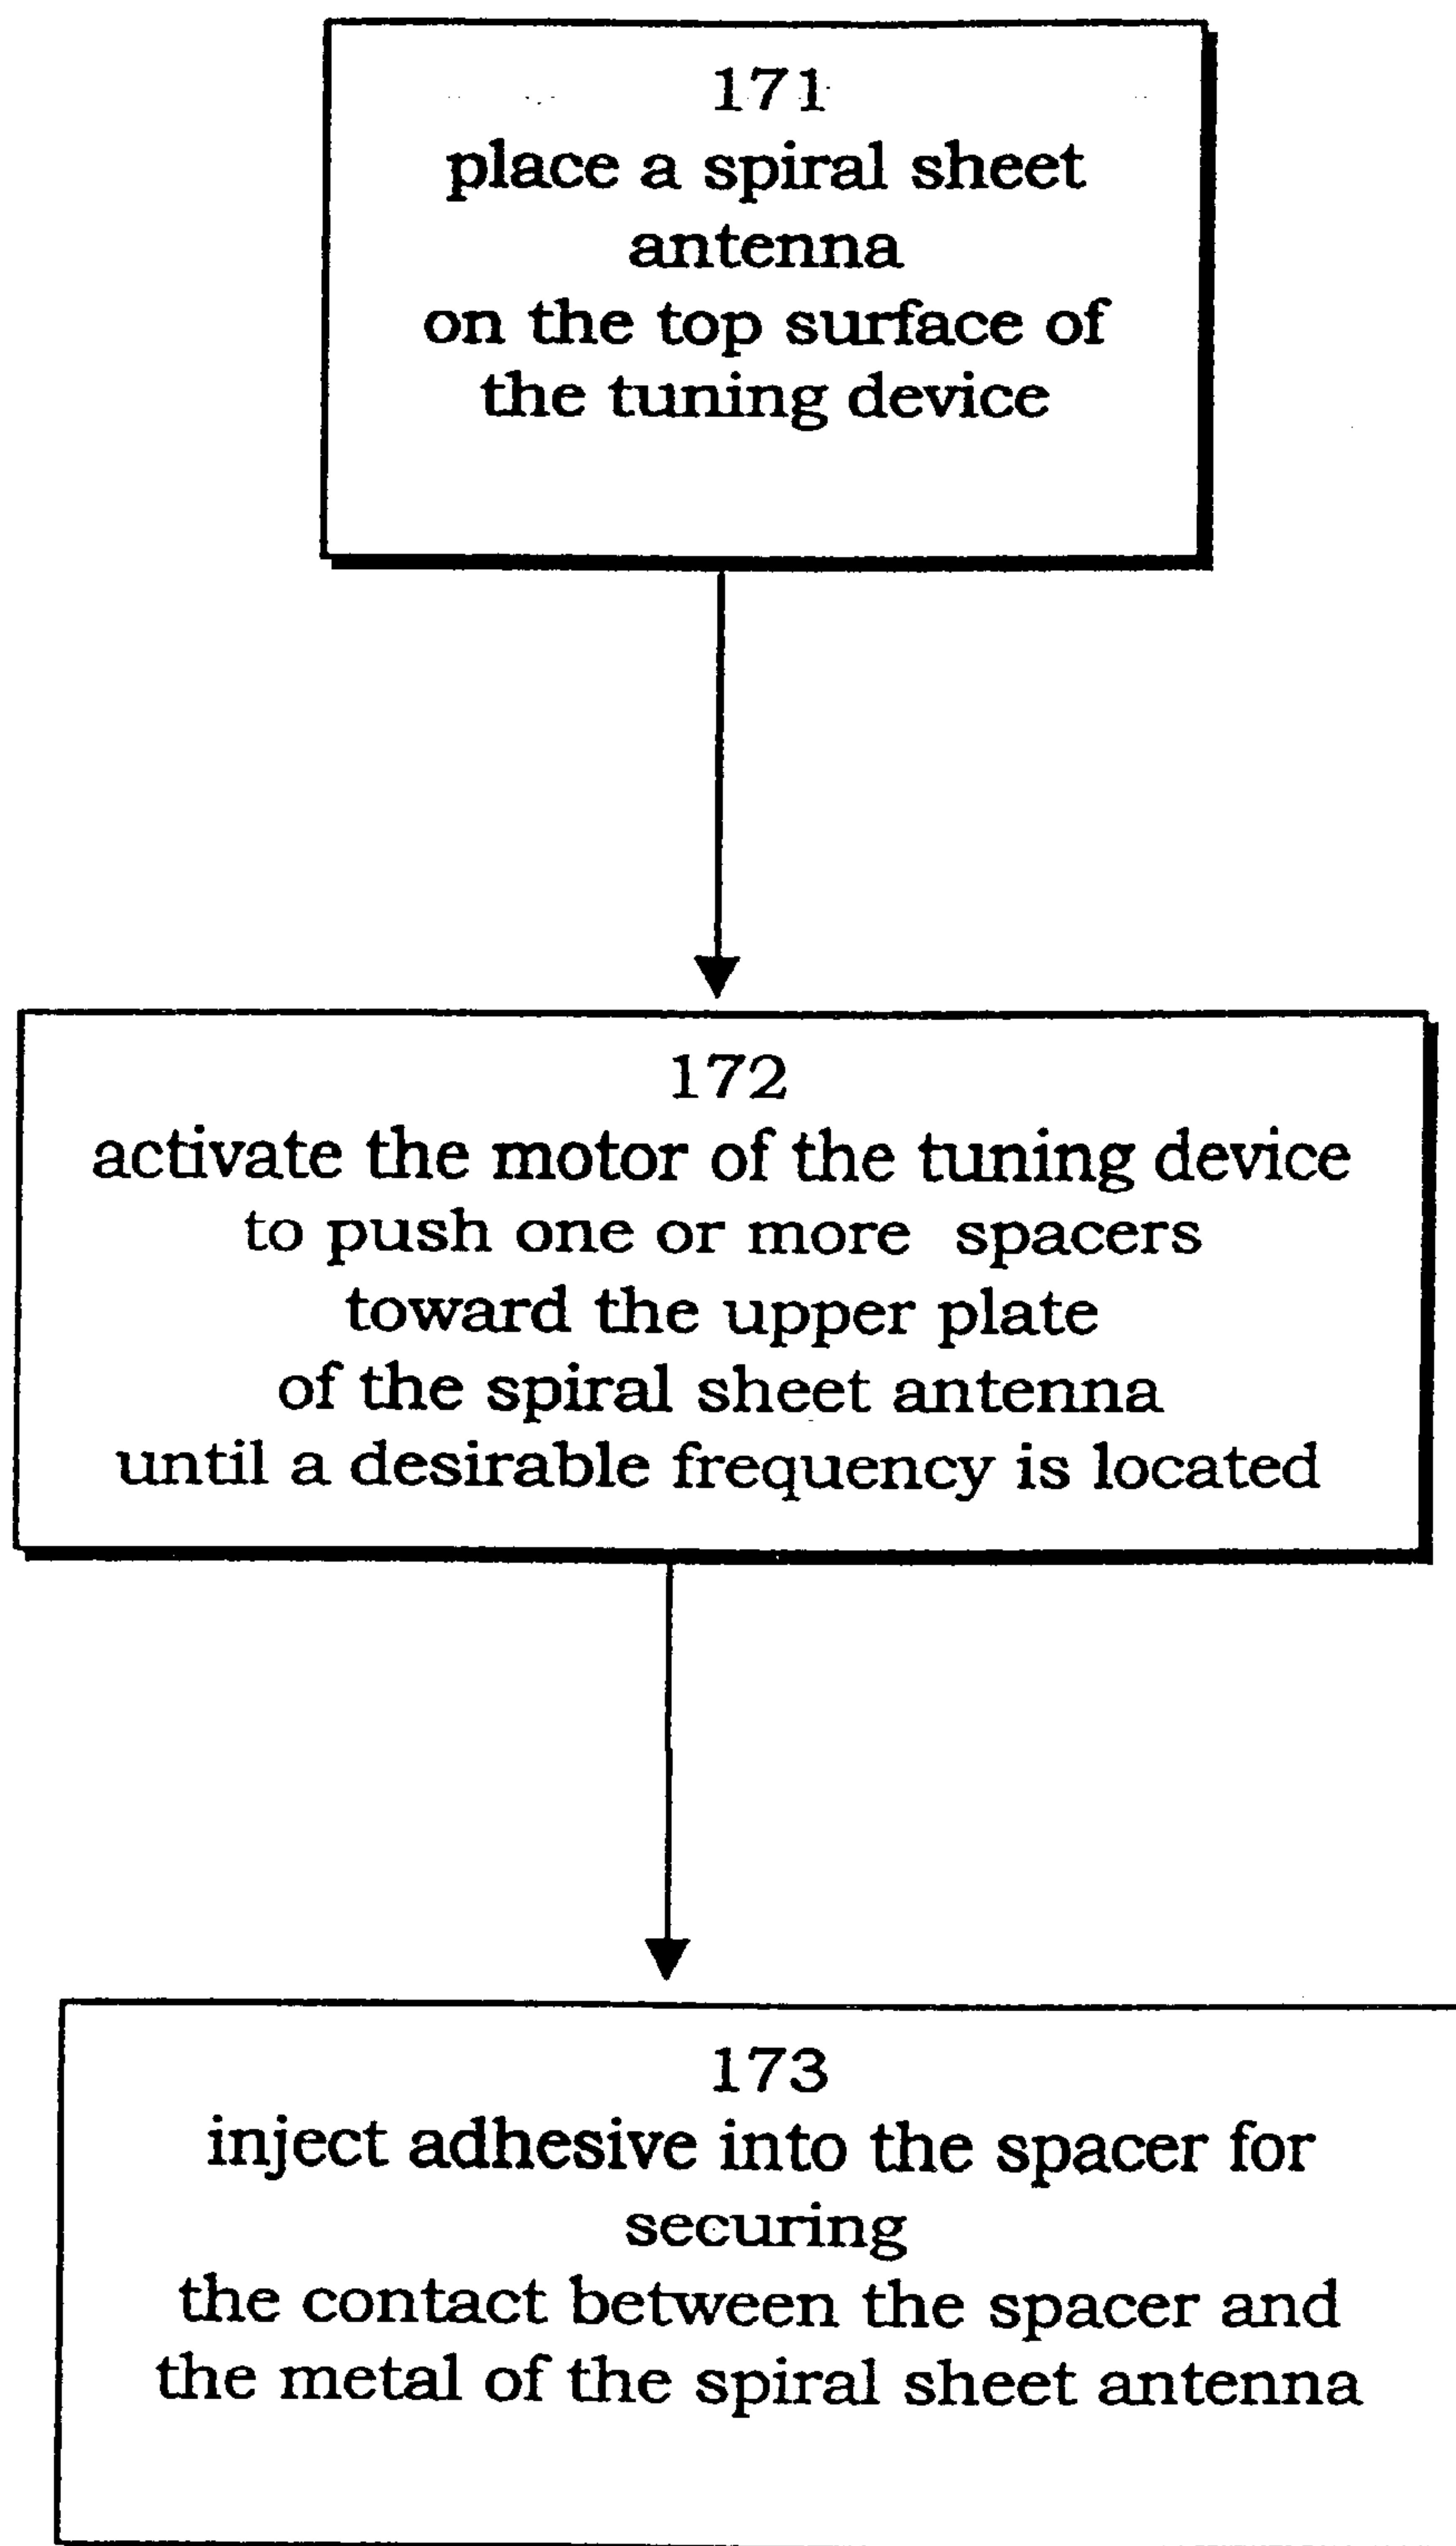 171
place a spiral sheet
antenna
on the top surface of
the tuning device
172
activate the motor of the tuning device
to push one or more spacers
toward the upper plate
of the spiral sheet antenna
until a desirable frequency is located
173
inject adhesive into the spacer for
securing
the contact between the spacer and
the metal of the spiral sheet antenna